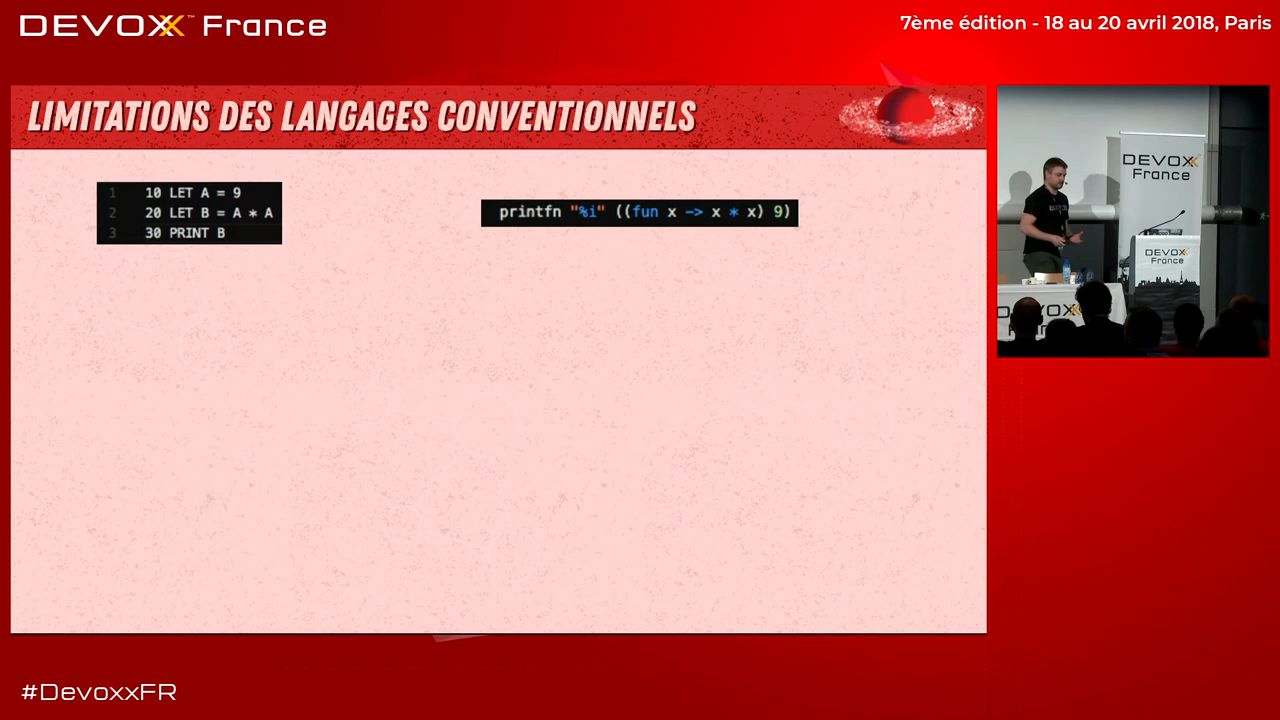 DEVOXX™ France
7ème édition - 18 au 20 avril 2018, Paris
LIMITATIONS DES LANGAGES CONVENTIONNELS
1 10 LET A = 9
2 20 LET B = A * A
3 30 PRINT B
printfn "%i" ((fun x -> x * x) 9)
DEVOXX
France
DEVOXX
France
#DevoxxFR